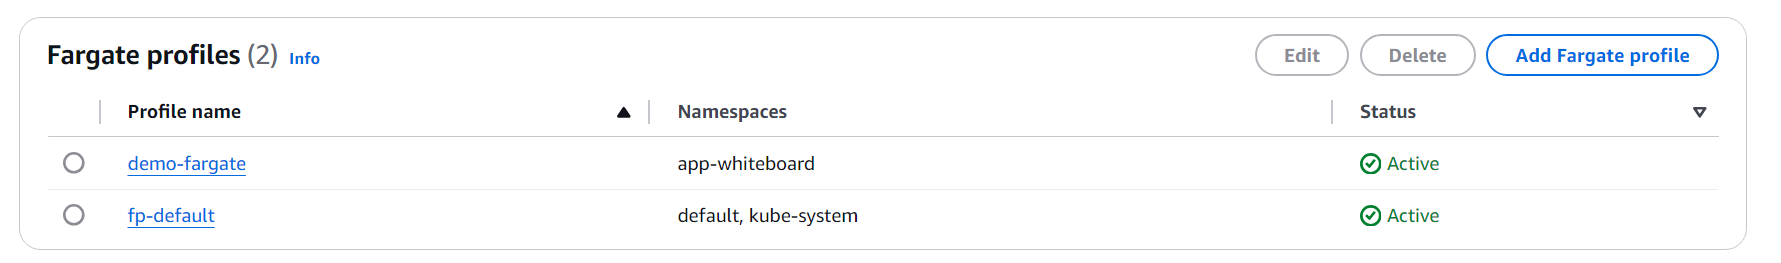 Fargate profiles (2) Info Edit Delete Add Fargate profile
Profile name Namespaces Status
demo-fargate app-whiteboard Active
fp-default default, kube-system Active